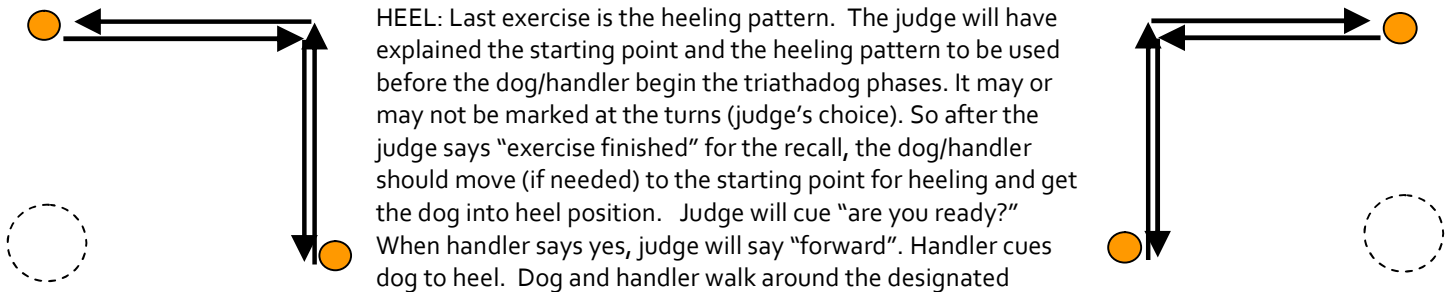 HEEL: Last exercise is the heeling pattern.  The judge will have
explained the starting point and the heeling pattern to be used
before the dog/handler begin the triathadog phases. It may or
may not be marked at the turns (judge’s choice). So after the
judge says “exercise finished” for the recall, the dog/handler
should move (if needed) to the starting point for heeling and get
the dog into heel position.   Judge will cue “are you ready?”
When handler says yes, judge will say “forward”. Handler cues
dog to heel.  Dog and handler walk around the designated